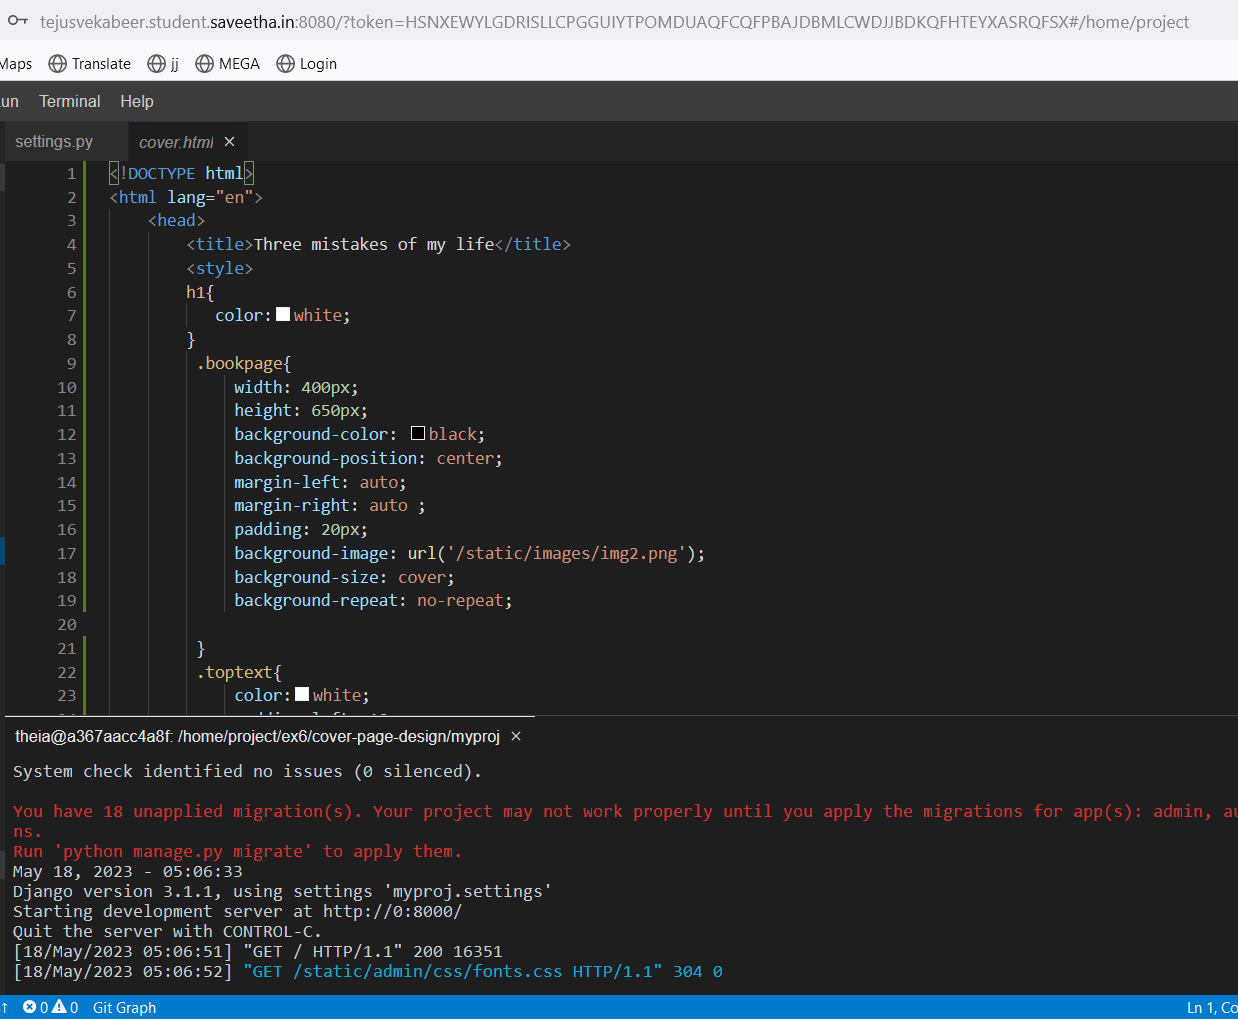 tejusvekabeer.student.saveetha.in:8080/?token=HSNXEWYLGDRISLLCPGGUIYTPOMDUAQFCQFPBAJDBMLCWDJJBDKQFHTEYXASRQFSX#/home/project
Maps Translate jj MEGA Login
un Terminal Help
settings.py cover.html ×
1 <!DOCTYPE html>
2 <html lang="en">
3 <head>
4 <title>Three mistakes of my life</title>
5 <style>
6 h1{
7 color: white;
8 }
9 .bookpage{
10 width: 400px;
11 height: 650px;
12 background-color: black;
13 background-position: center;
14 margin-left: auto;
15 margin-right: auto ;
16 padding: 20px;
17 background-image: url('/static/images/img2.png');
18 background-size: cover;
19 background-repeat: no-repeat;
20
21 }
22 .toptext{
23 color: white;
theia@a367aacc4a8f: /home/project/ex6/cover-page-design/myproj ×
System check identified no issues (0 silenced).
You have 18 unapplied migration(s). Your project may not work properly until you apply the migrations for app(s): admin, au
ns.
Run 'python manage.py migrate' to apply them.
May 18, 2023 - 05:06:33
Django version 3.1.1, using settings 'myproj.settings'
Starting development server at http://0:8000/
Quit the server with CONTROL-C.
[18/May/2023 05:06:51] "GET / HTTP/1.1" 200 16351
[18/May/2023 05:06:52] "GET /static/admin/css/fonts.css HTTP/1.1" 304 0
0 0 Git Graph Ln 1, Co